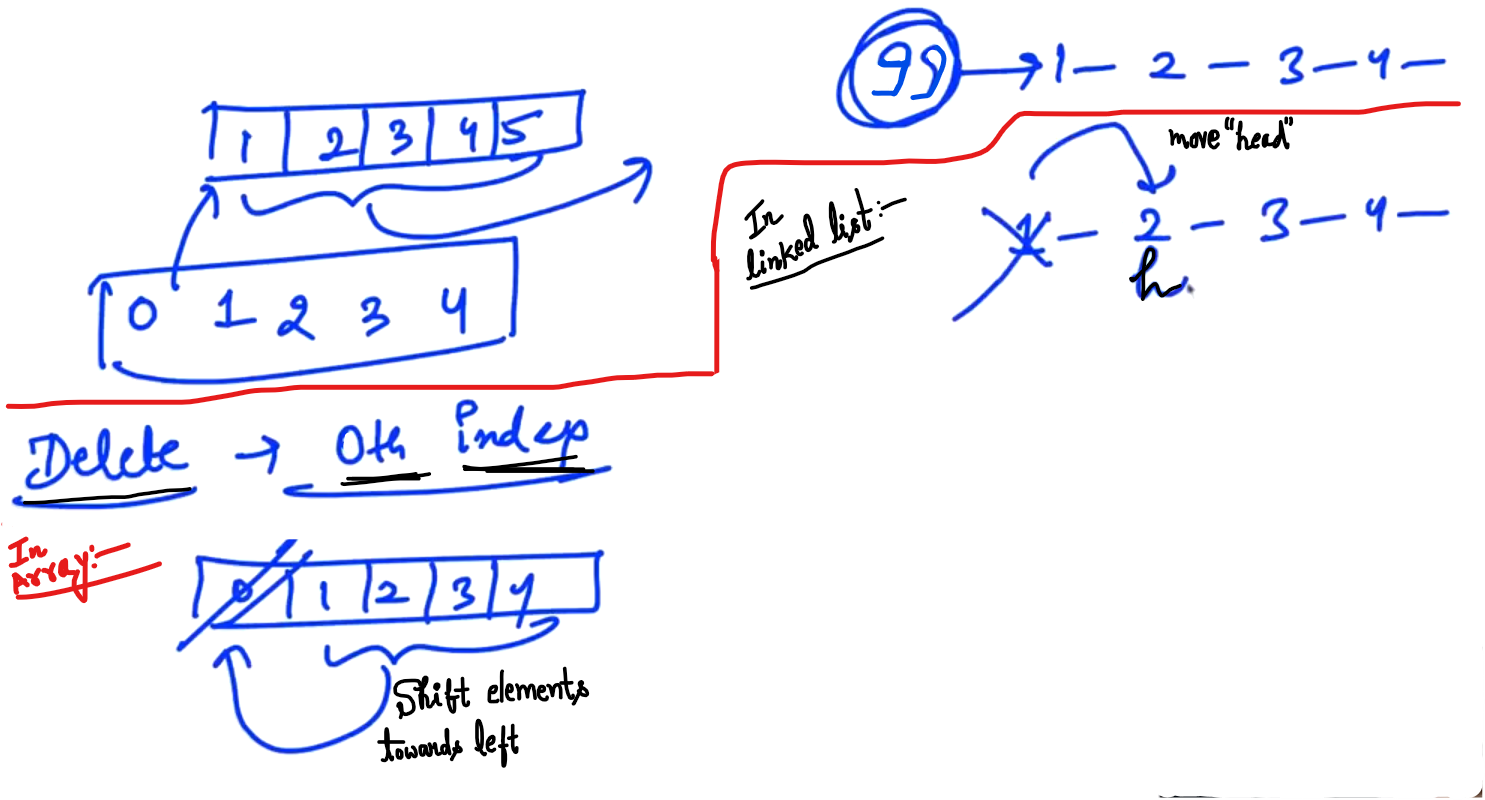 99 → 1 — 2 — 3 — 4 —
1 2 3 4 5
0 1 2 3 4
move "head"
In
linked list:-
1 — 2 — 3 — 4 —
h
Delete → 0th index
In
Array:-
0 1 2 3 4
Shift elements
towards left